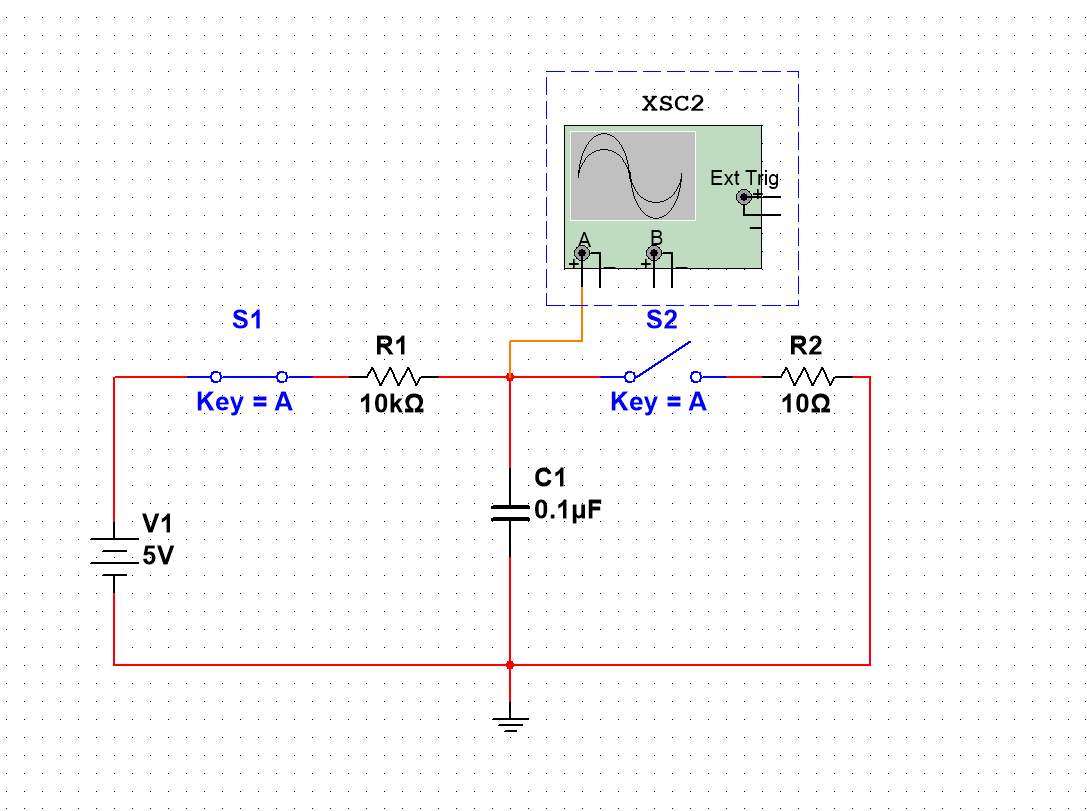 XSC2
Ext Trig
+
A
B
+
+
S1
S2
R1
R2
Key = A
10kΩ
Key = A
10Ω
C1
0.1µF
V1
5V